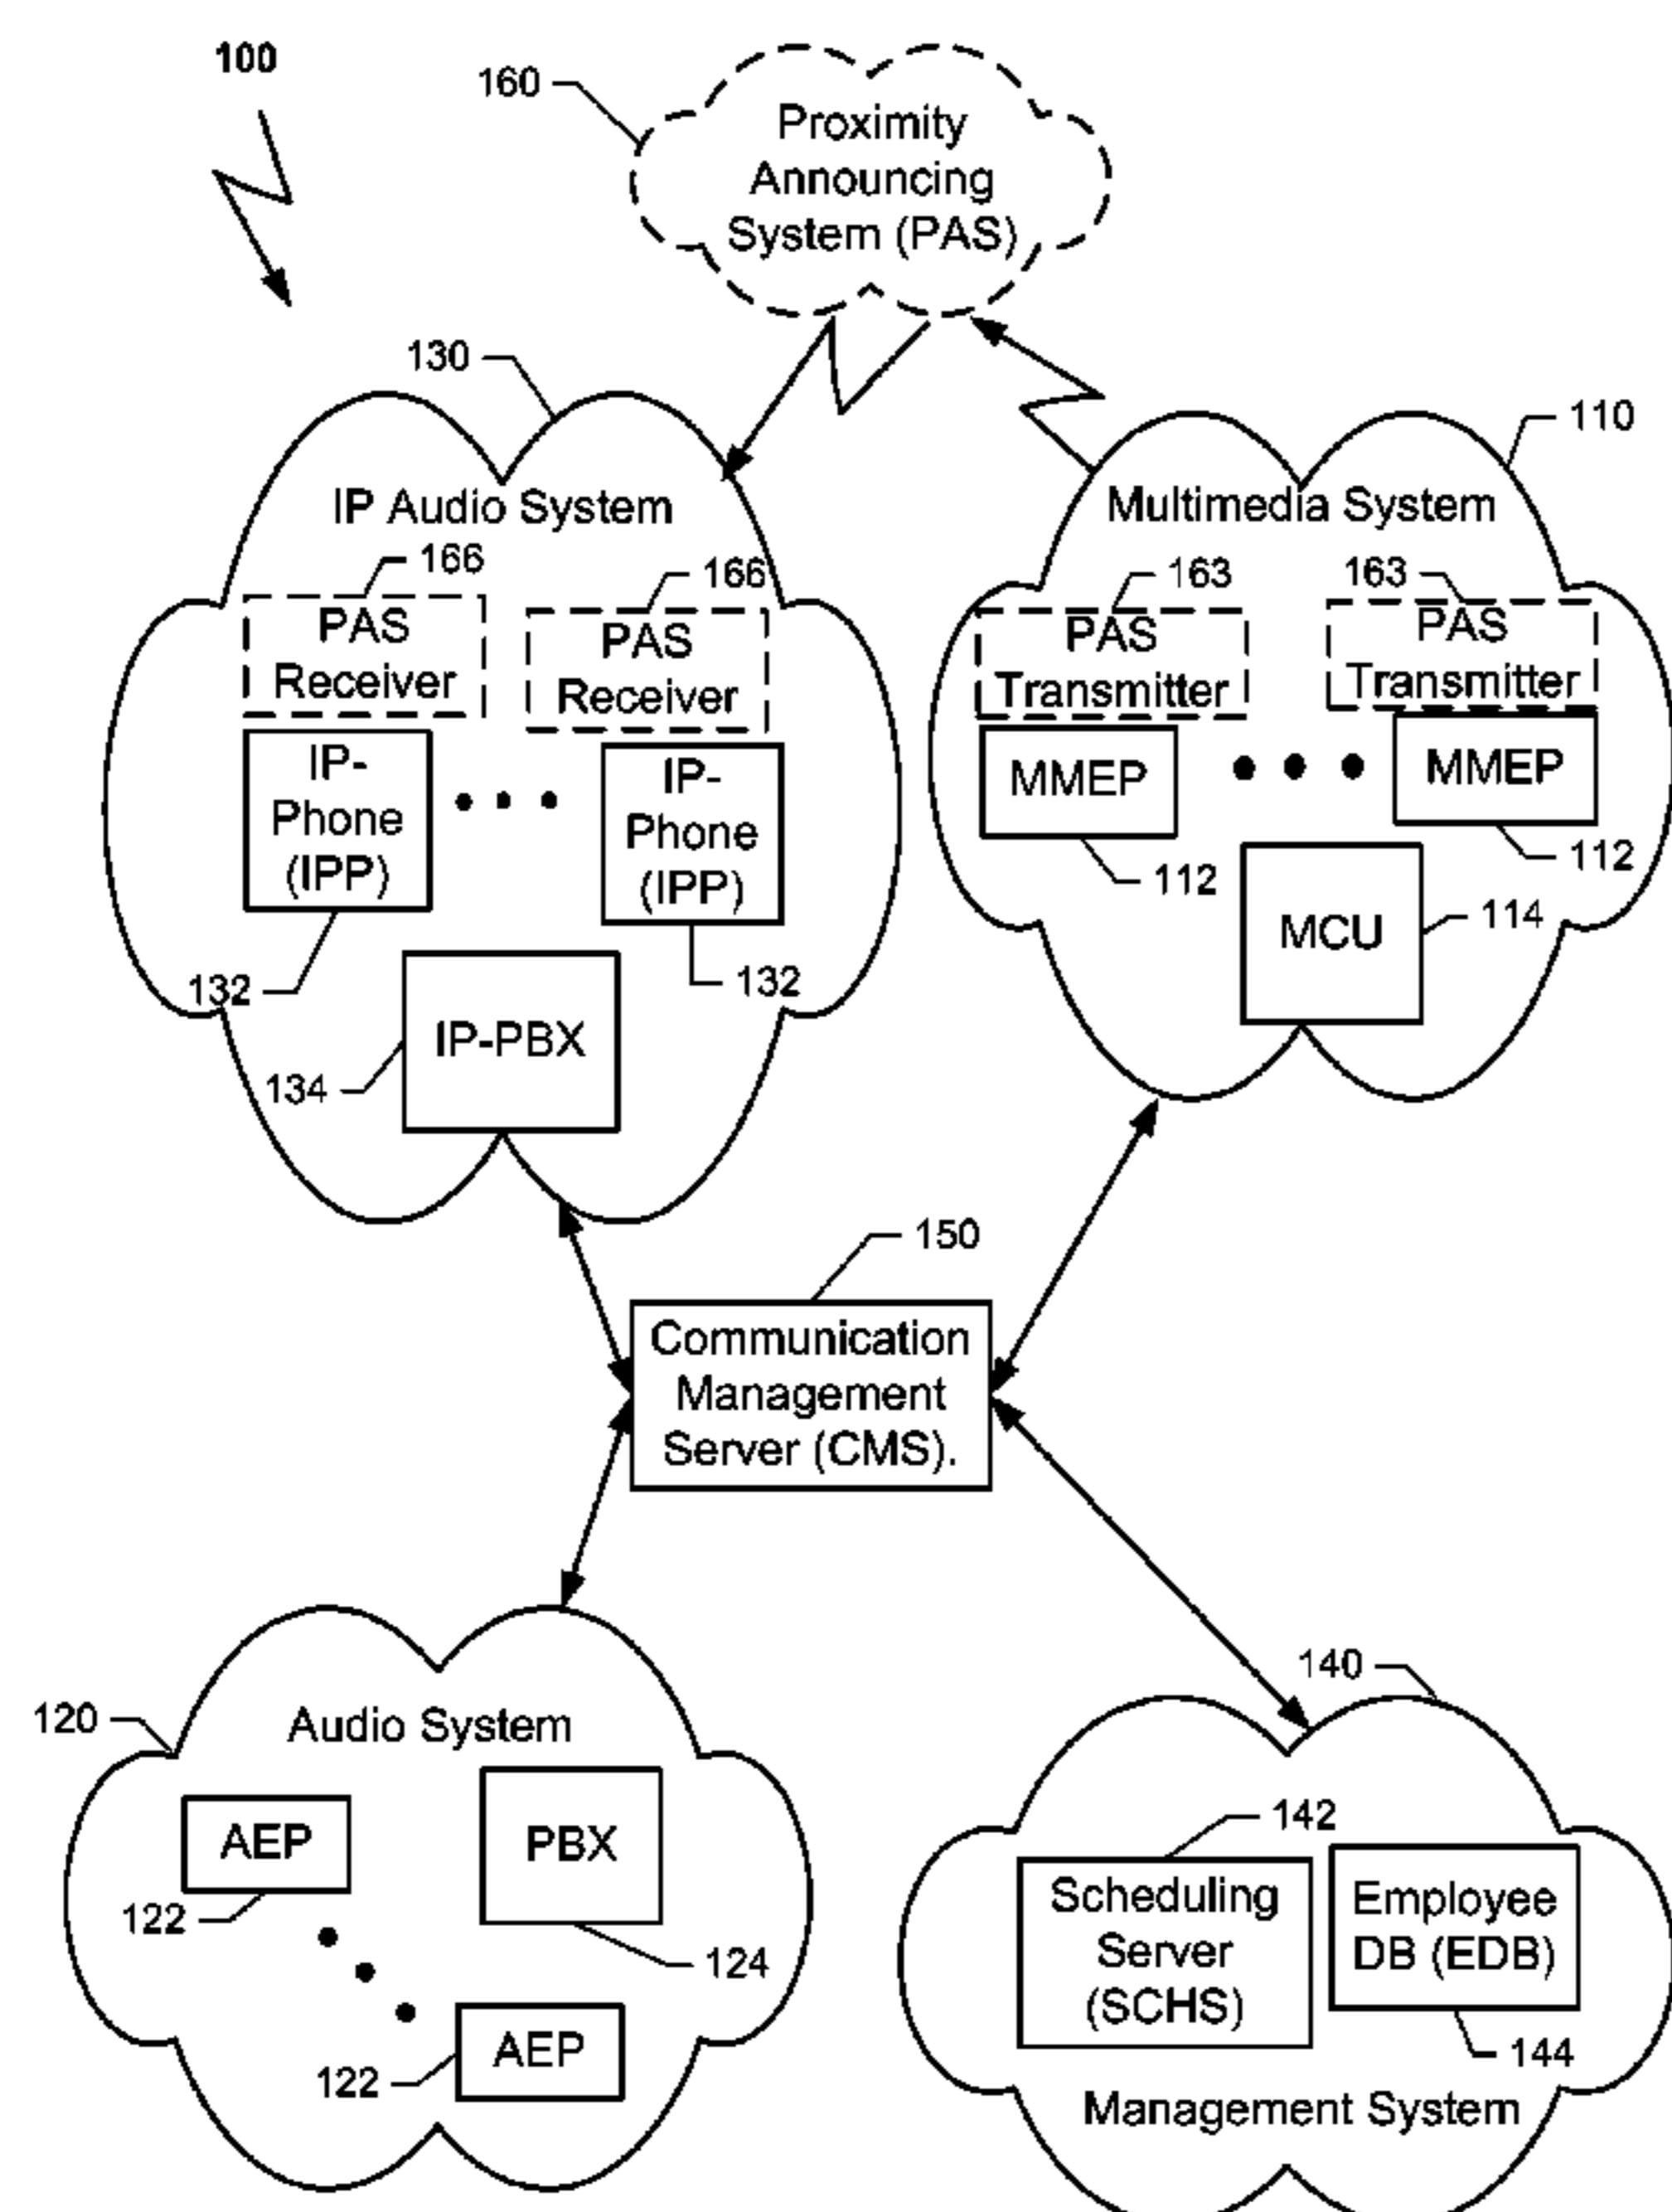 100
160
Proximity
Announcing
System (PAS)
130
110
IP Audio System
Multimedia System
166
166
163
163
PAS
Receiver
PAS
Receiver
PAS
Transmitter
PAS
Transmitter
IP-
Phone
(IPP)
IP-
Phone
(IPP)
MMEP
MMEP
112
112
MCU
114
132
132
IP-PBX
134
150
Communication
Management
Server (CMS).
120
140
Audio System
AEP
PBX
122
124
AEP
122
142
Scheduling
Server
(SCHS)
Employee
DB (EDB)
144
Management System